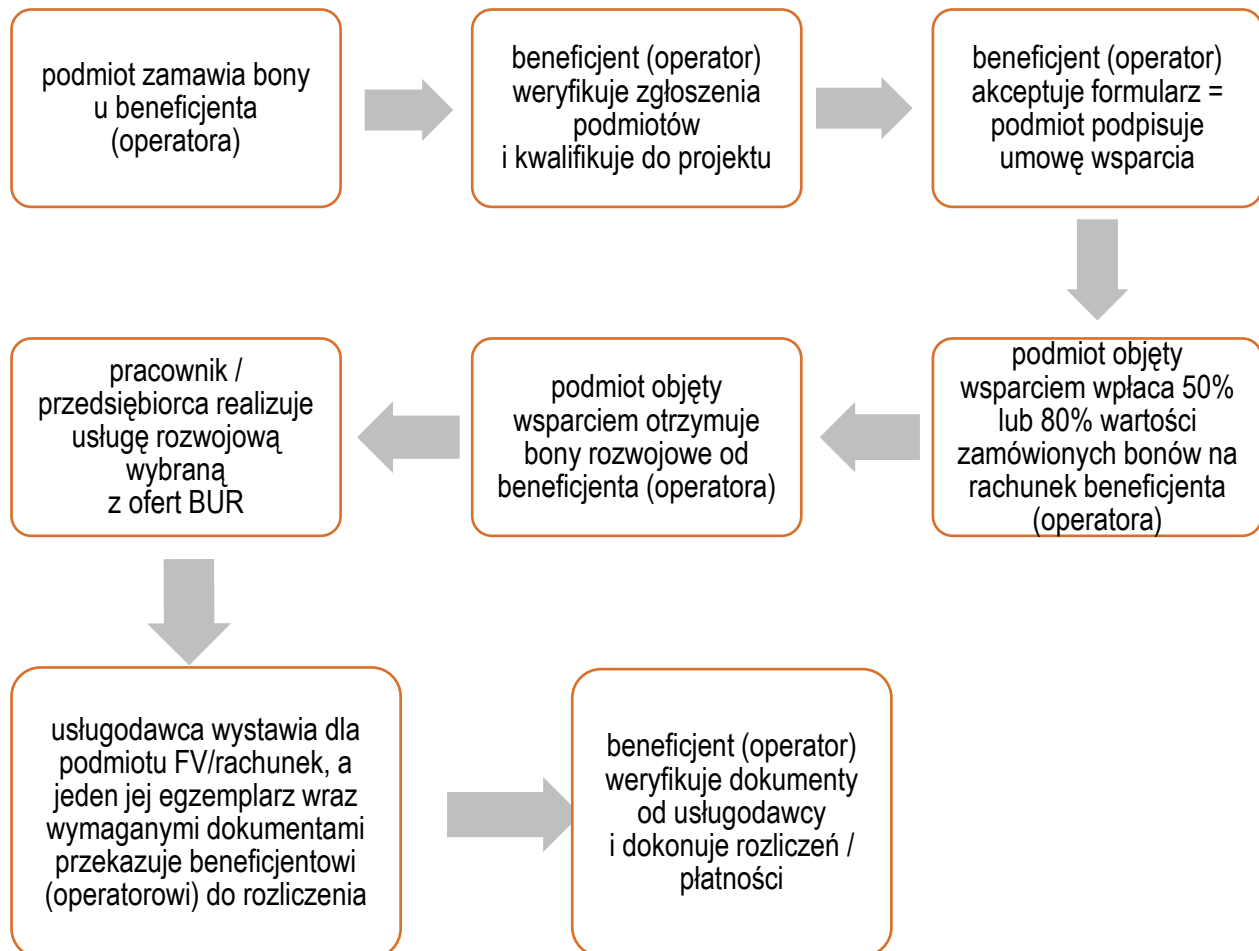 podmiot zamawia bony
u beneficjenta
(operatora)
beneficjent (operator)
weryfikuje zgłoszenia
podmiotów
i kwalifikuje do projektu
beneficjent (operator)
akceptuje formularz =
podmiot podpisuje
umowę wsparcia
podmiot objęty
wsparciem wpłaca 50%
lub 80% wartości
zamówionych bonów na
rachunek beneficjenta
(operatora)
podmiot objęty
wsparciem otrzymuje
bony rozwojowe od
beneficjenta (operatora)
pracownik /
przedsiębiorca realizuje
usługę rozwojową
wybraną
z ofert BUR
usługodawca wystawia dla
podmiotu FV/rachunek, a
jeden jej egzemplarz wraz
wymaganymi dokumentami
przekazuje beneficjentowi
(operatorowi) do rozliczenia
beneficjent (operator)
weryfikuje dokumenty
od usługodawcy
i dokonuje rozliczeń /
płatności